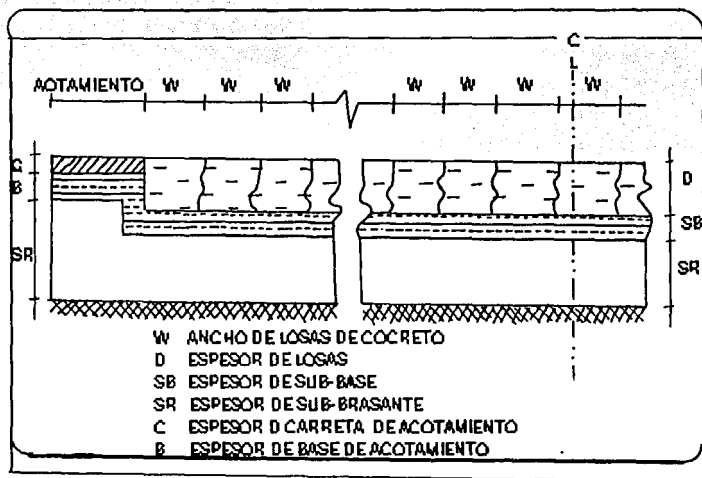 C
L
AOTAMIENTO W W W W W W W
C
B
SR
D
SB
SR
W ANCHO DE LOSAS DE COCRETO
D ESPESOR DE LOSAS
SB ESPESOR DE SUB-BASE
SR ESPESOR DE SUB-BRASANTE
C ESPESOR D CARRETA DE ACOTAMIENTO
B ESPESOR DE BASE DE ACOTAMIENTO